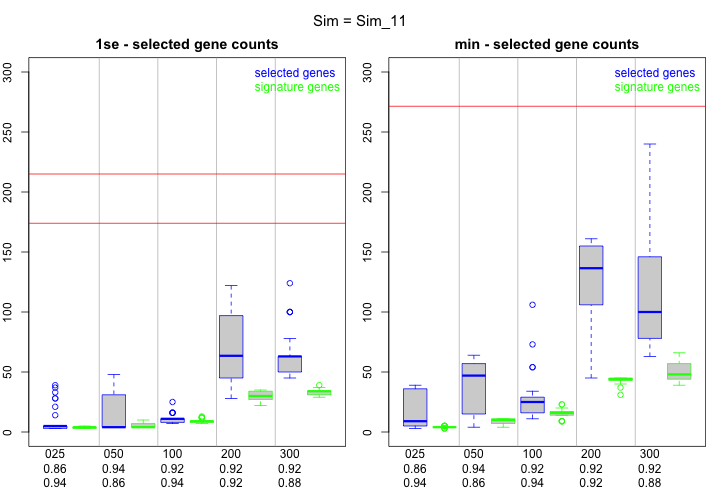 Sim = Sim_11
1se - selected gene counts
selected genes
signature genes
0 50 100 150 200 250 300
025 050 100 200 300
0.86 0.94 0.92 0.92 0.92
0.94 0.86 0.94 0.92 0.88
min - selected gene counts
selected genes
signature genes
0 50 100 150 200 250 300
025 050 100 200 300
0.86 0.94 0.92 0.92 0.92
0.94 0.86 0.94 0.92 0.88